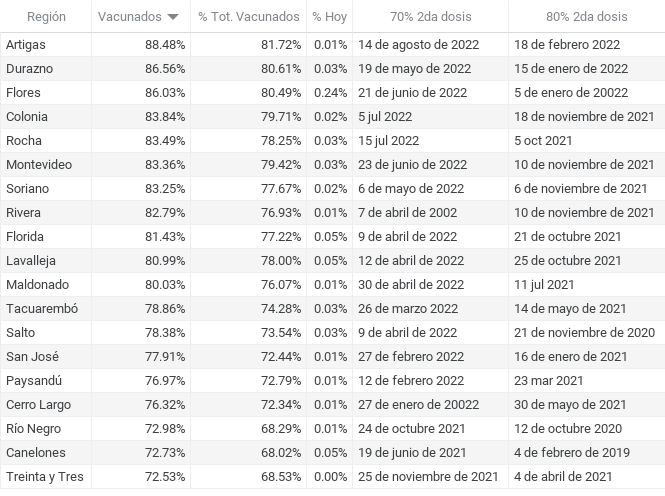 Región Vacunados % Tot. Vacunados % Hoy 70% 2da dosis 80% 2da dosis
Artigas 88.48% 81.72% 0.01% 14 de agosto de 2022 18 de febrero 2022
Durazno 86.56% 80.61% 0.03% 19 de mayo de 2022 15 de enero de 2022
Flores 86.03% 80.49% 0.24% 21 de junio de 2022 5 de enero de 20022
Colonia 83.84% 79.71% 0.02% 5 jul 2022 18 de noviembre de 2021
Rocha 83.49% 78.25% 0.03% 15 jul 2022 5 oct 2021
Montevideo 83.36% 79.42% 0.03% 23 de junio de 2022 10 de noviembre de 2021
Soriano 83.25% 77.67% 0.02% 6 de mayo de 2022 6 de noviembre de 2021
Rivera 82.79% 76.93% 0.01% 7 de abril de 2002 10 de noviembre de 2021
Florida 81.43% 77.22% 0.05% 9 de abril de 2022 21 de octubre 2021
Lavalleja 80.99% 78.00% 0.05% 12 de abril de 2022 25 de octubre 2021
Maldonado 80.03% 76.07% 0.01% 30 de abril de 2022 11 jul 2021
Tacuarembó 78.86% 74.28% 0.03% 26 de marzo 2022 14 de mayo de 2021
Salto 78.38% 73.54% 0.03% 9 de abril de 2022 21 de noviembre de 2020
San José 77.91% 72.44% 0.01% 27 de febrero 2022 16 de enero de 2021
Paysandú 76.97% 72.79% 0.01% 12 de febrero 2022 23 mar 2021
Cerro Largo 76.32% 72.34% 0.01% 27 de enero de 20022 30 de mayo de 2021
Río Negro 72.98% 68.29% 0.01% 24 de octubre 2021 12 de octubre 2020
Canelones 72.73% 68.02% 0.05% 19 de junio de 2021 4 de febrero de 2019
Treinta y Tres 72.53% 68.53% 0.00% 25 de noviembre de 2021 4 de abril de 2021